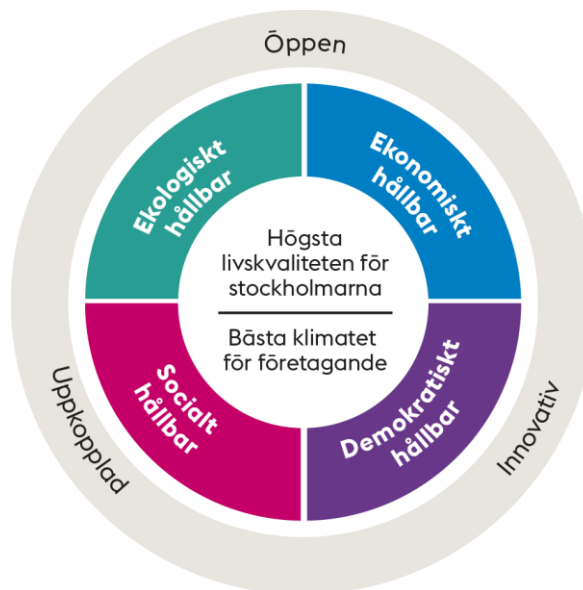 Öppen
Ekologiskt
hållbar
Ekonomiskt
hållbar
Högsta
livskvaliteten för
stockholmarna
Bästa klimatet
för företagande
Socialt
hållbar
Demokratiskt
hållbar
Uppkopplad
Innovativ